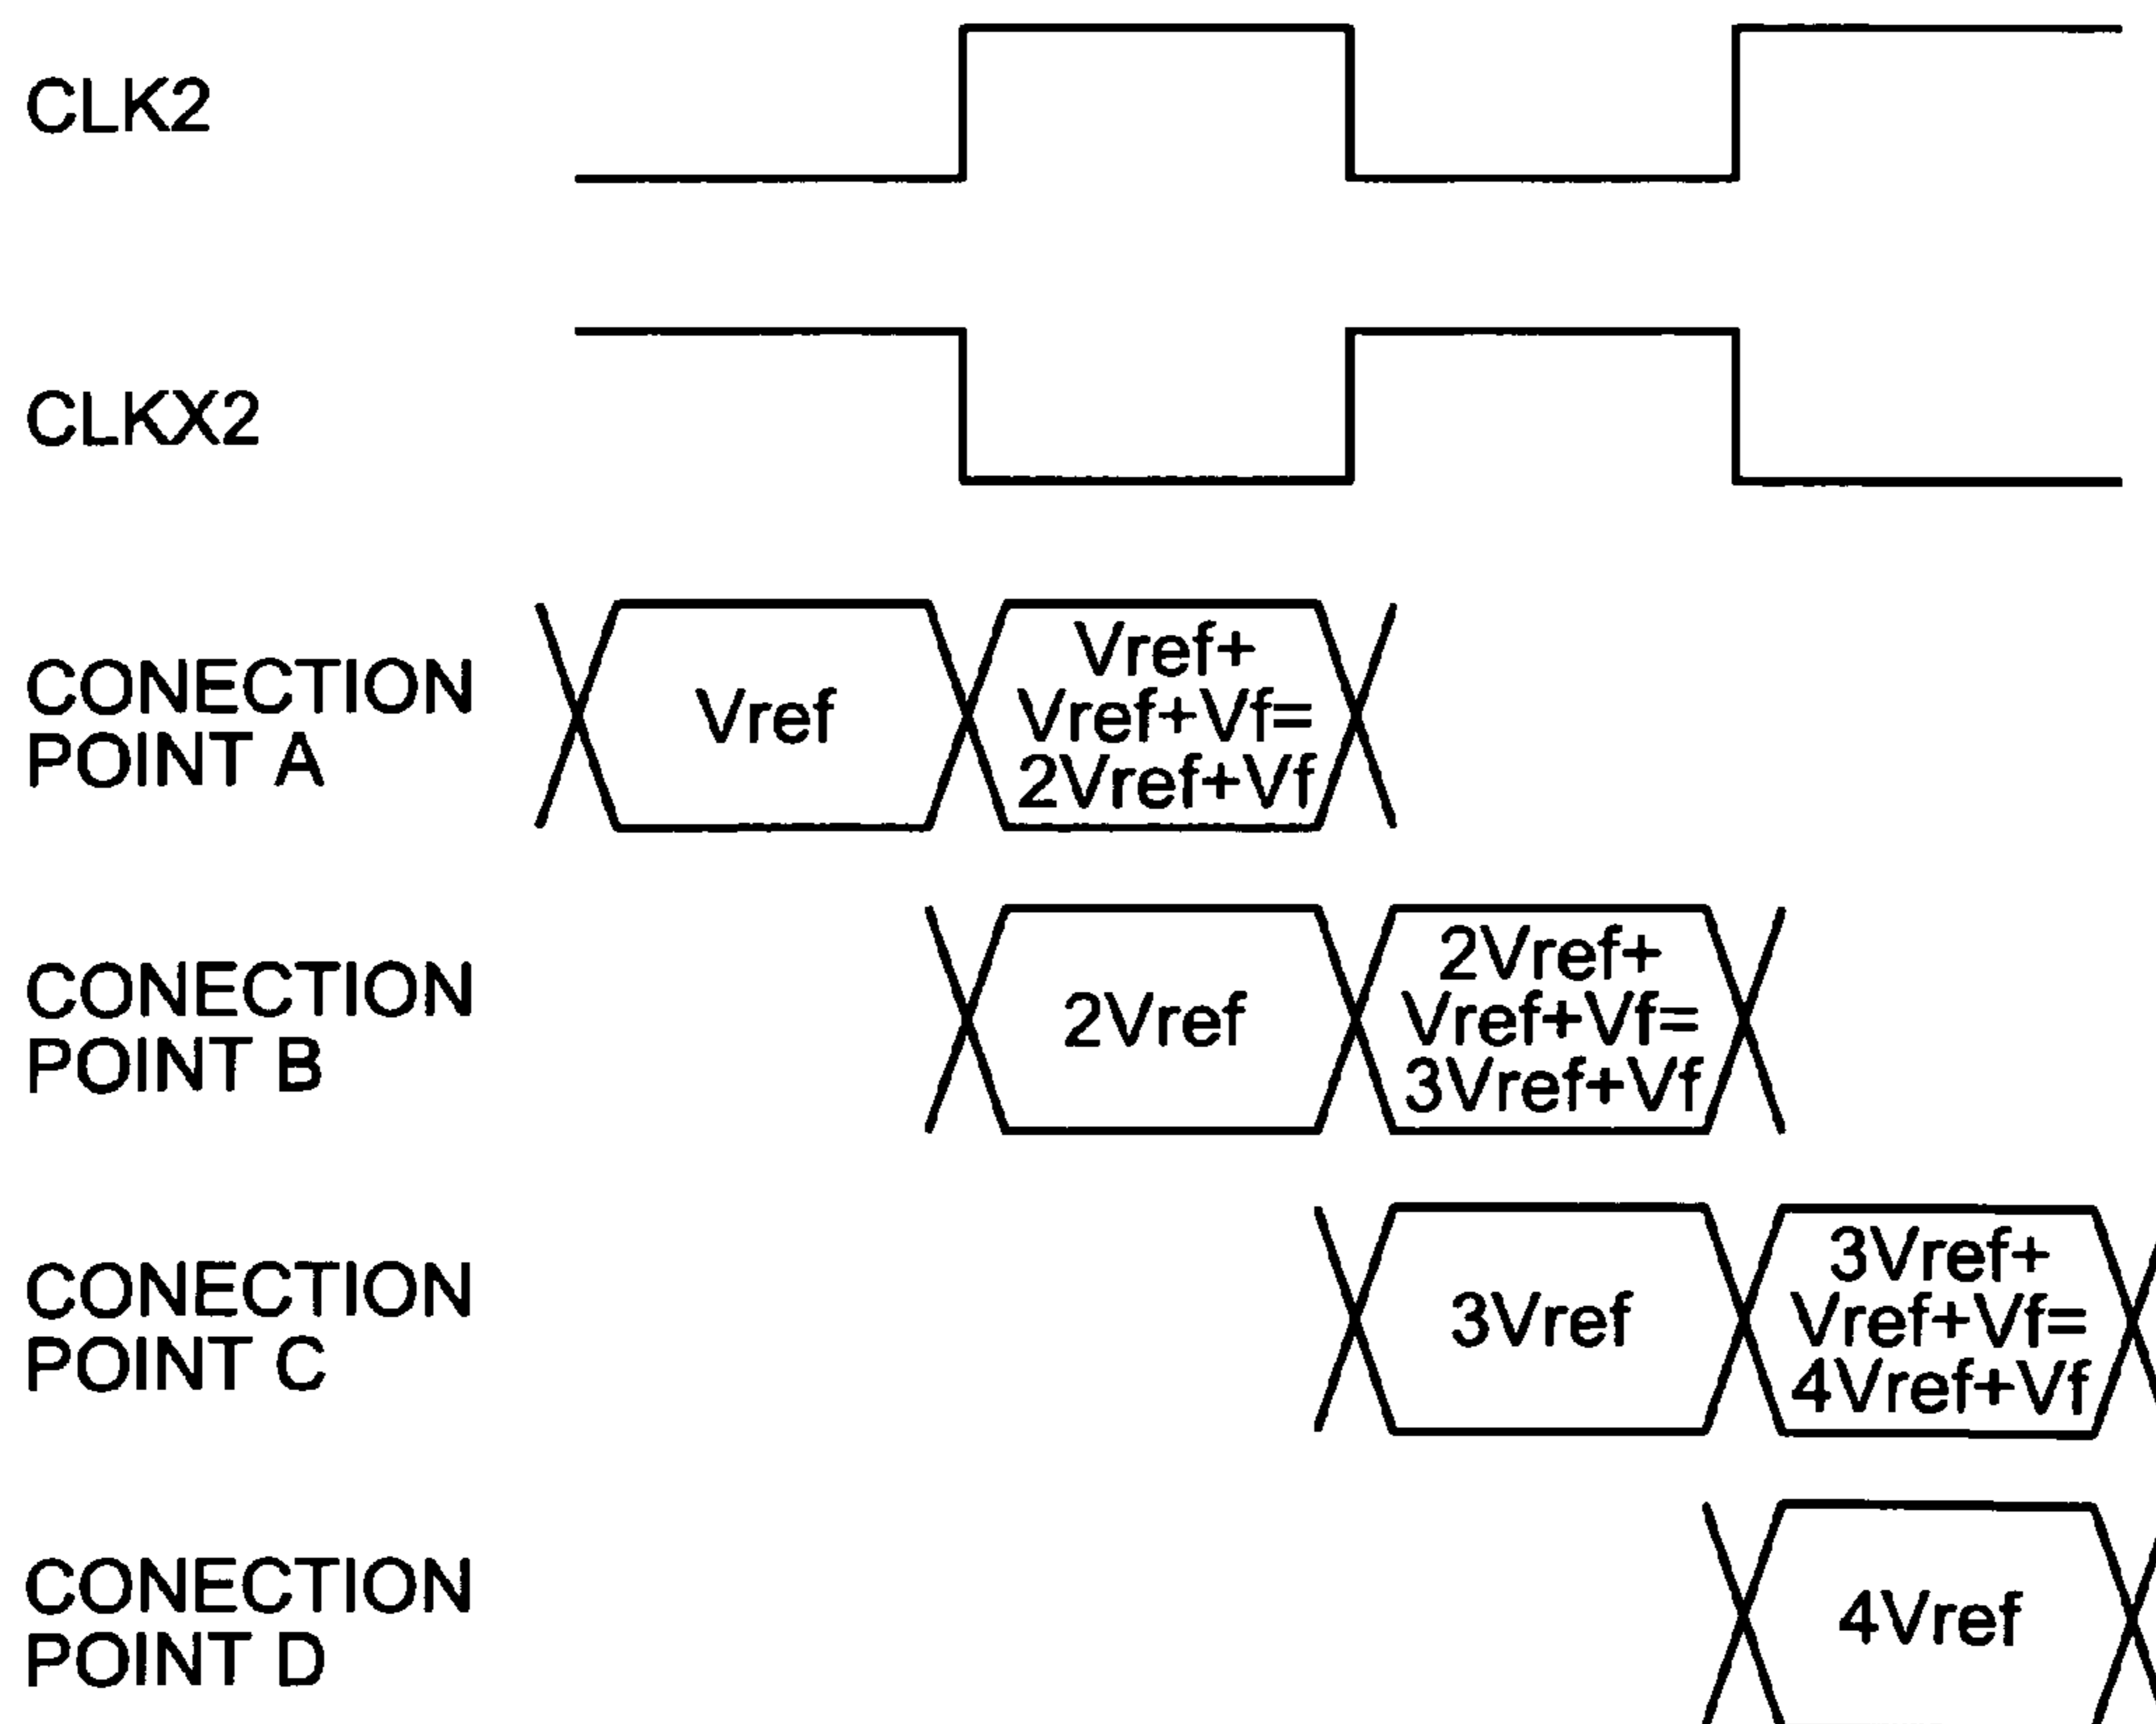 CLK2
CLKX2
CONECTION
POINT A
Vref
Vref+
Vref+Vf=
2Vref+Vf
CONECTION
POINT B
2Vref
2Vref+
Vref+Vf=
3Vref+Vf
CONECTION
POINT C
3Vref
3Vref+
Vref+Vf=
4Vref+Vf
CONECTION
POINT D
4Vref